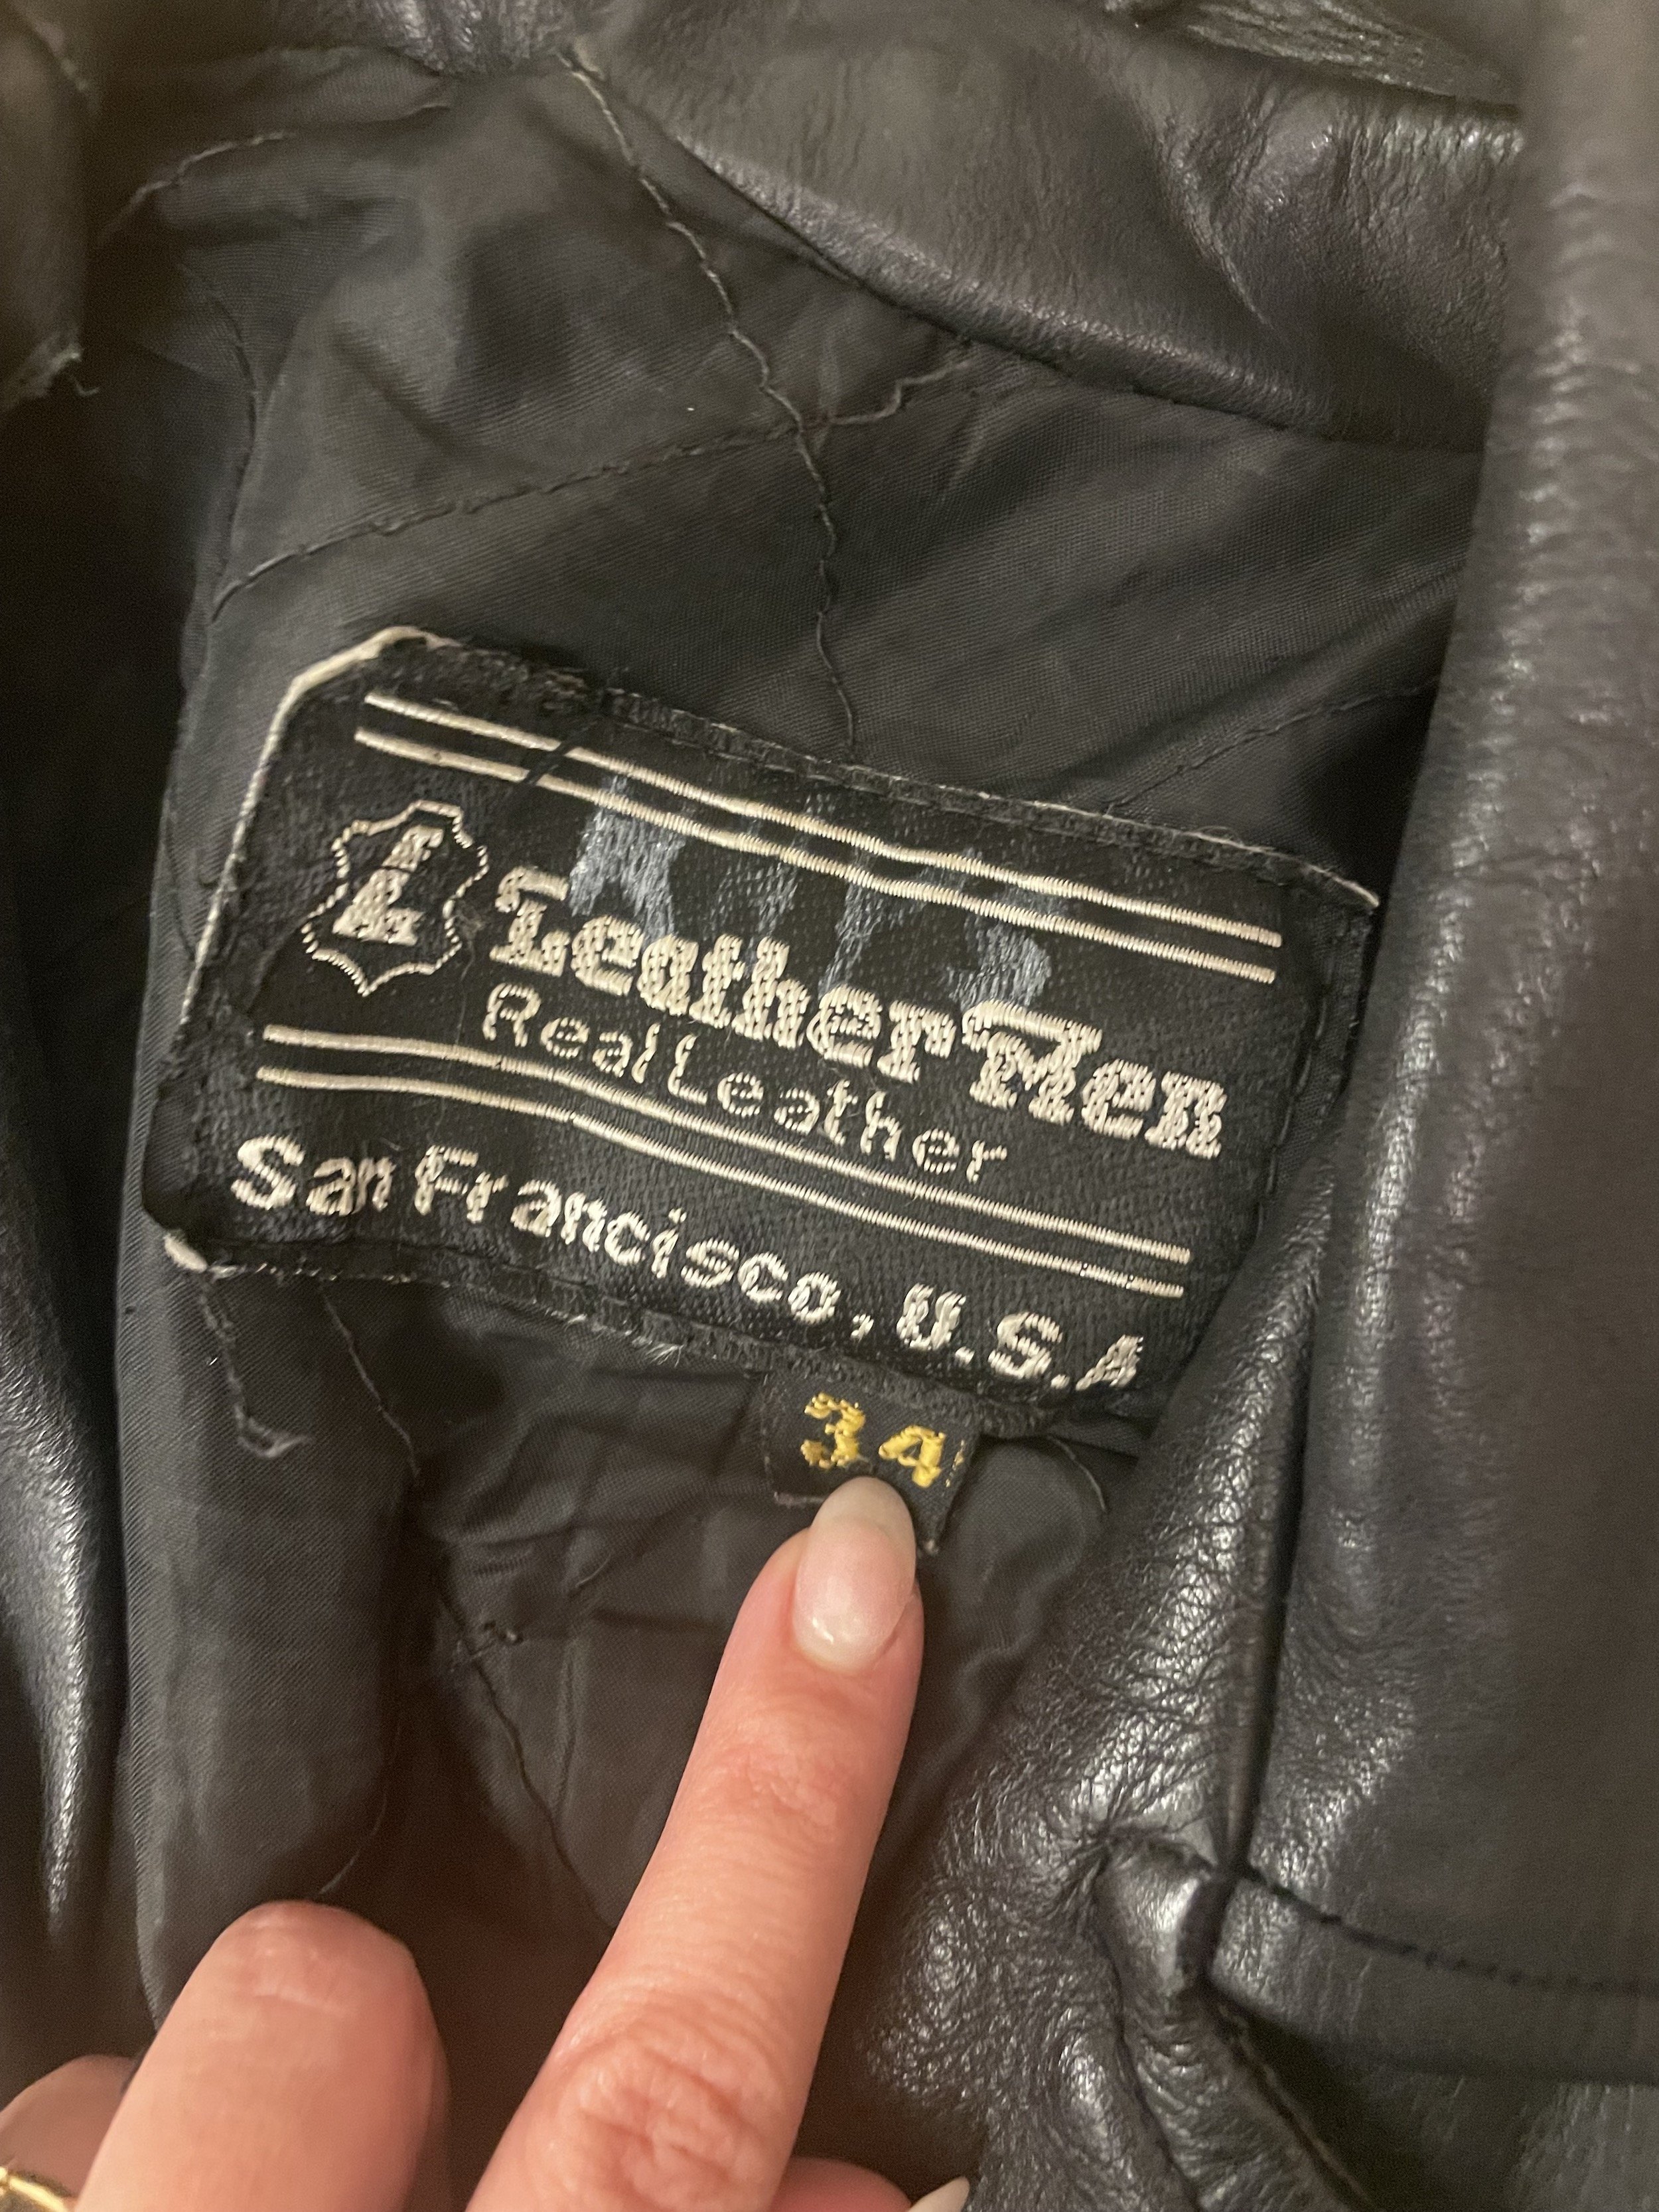 L LeatherMen
Real Leather
San Francisco, U.S.A
34